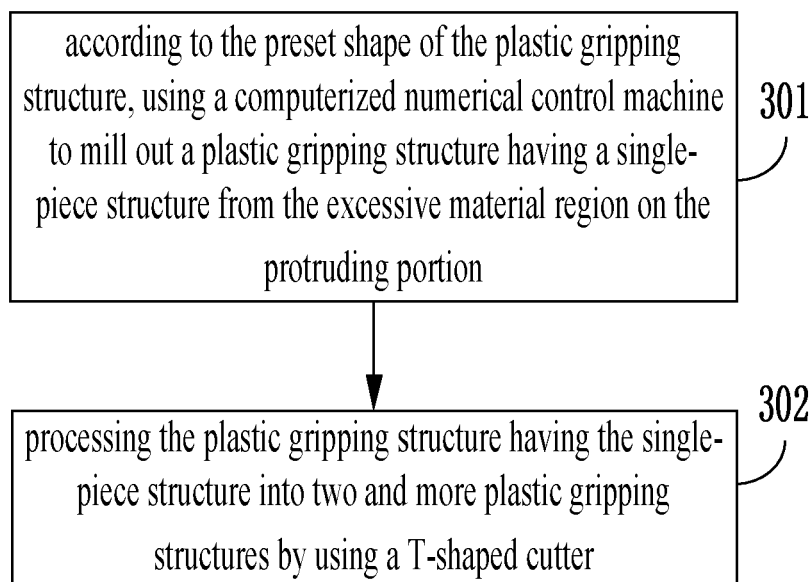 according to the preset shape of the plastic gripping
structure, using a computerized numerical control machine
to mill out a plastic gripping structure having a single-
piece structure from the excessive material region on the
protruding portion
301
processing the plastic gripping structure having the single-
piece structure into two and more plastic gripping
structures by using a T-shaped cutter
302